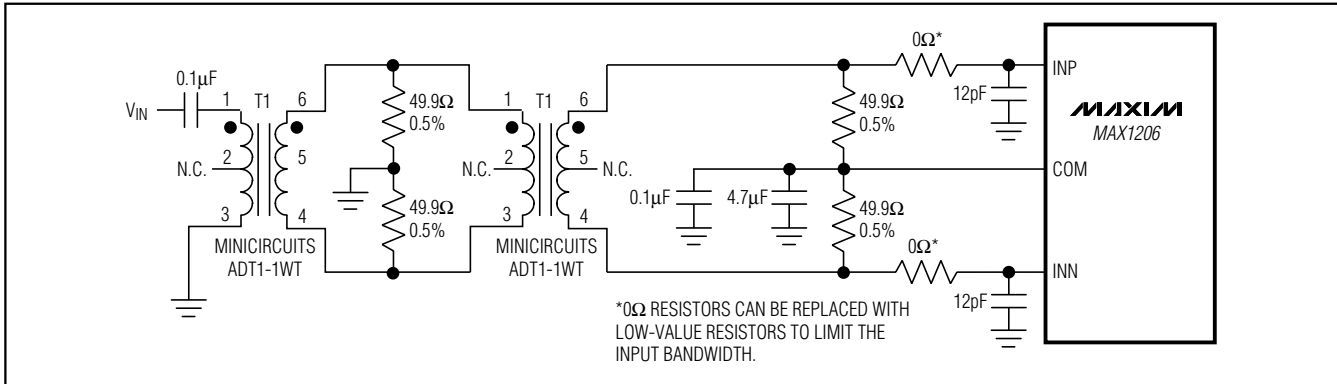 0.1μF
V_IN
1
T1
6
N.C.
2
5
3
4
MINICIRCUITS
ADT1-1WT
49.9Ω
0.5%
49.9Ω
0.5%
1
T1
6
N.C.
2
5
N.C.
3
4
MINICIRCUITS
ADT1-1WT
0.1μF
4.7μF
49.9Ω
0.5%
49.9Ω
0.5%
0Ω*
12pF
0Ω*
12pF
INP
MAXIM
MAX1206
COM
INN
*0Ω RESISTORS CAN BE REPLACED WITH
LOW-VALUE RESISTORS TO LIMIT THE
INPUT BANDWIDTH.